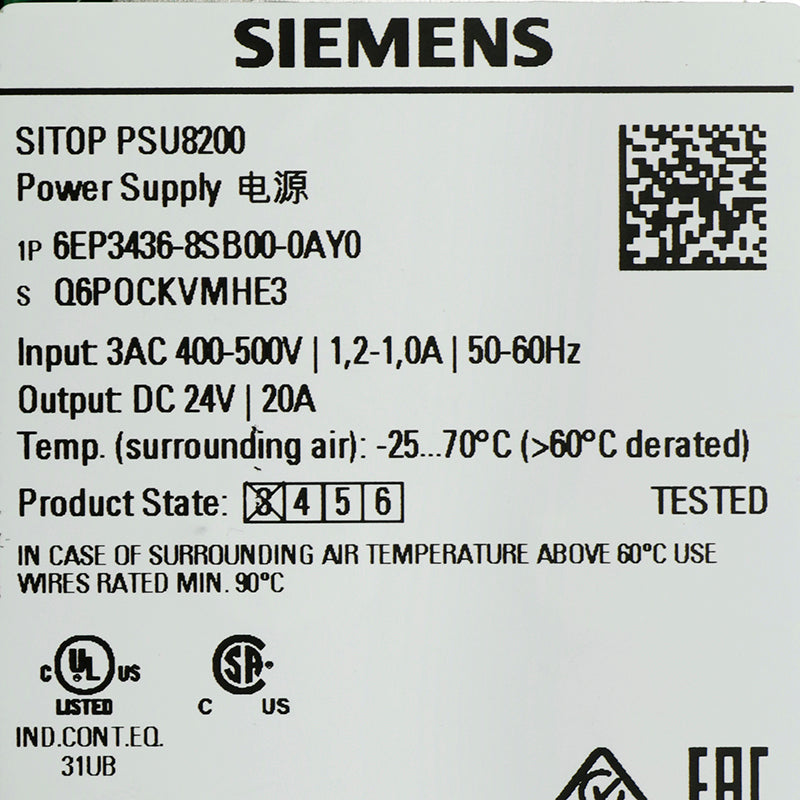 SIEMENS
SITOP PSU8200
Power Supply 电源
1P 6EP3436-8SB00-0AY0
S Q6POCKVMHE3
Input: 3AC 400-500V | 1,2-1,0A | 50-60Hz
Output: DC 24V | 20A
Temp. (surrounding air): -25...70°C (>60°C derated)
Product State: 3 4 5 6 TESTED
IN CASE OF SURROUNDING AIR TEMPERATURE ABOVE 60°C USE
WIRES RATED MIN. 90°C
C UL US
LISTED
IND.CONT.EQ.
31UB
SA
C US
EAC